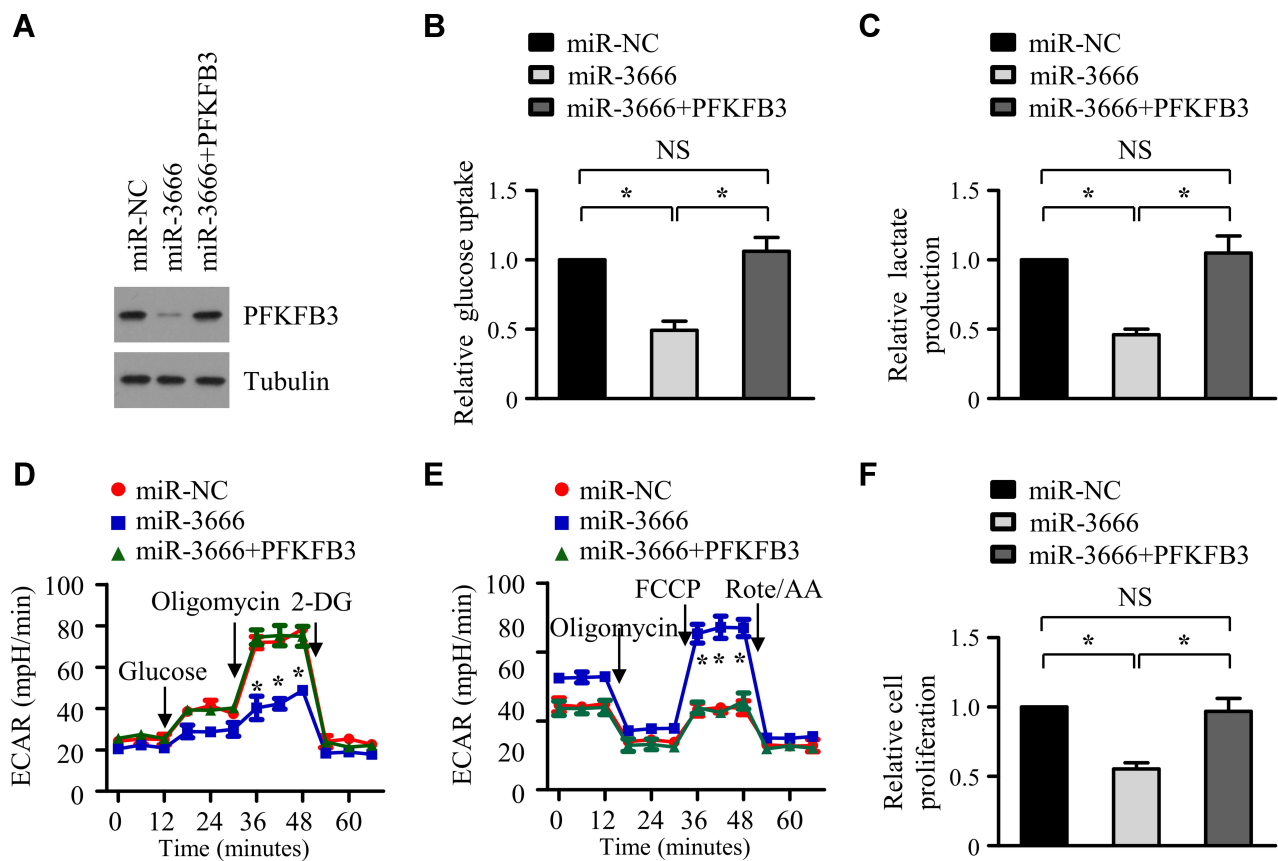 A
miR-NC
miR-3666
miR-3666+PFKFB3
PFKFB3
Tubulin
B
miR-NC
miR-3666
miR-3666+PFKFB3
NS
* *
Relative glucose uptake
1.5
1.0
0.5
0
C
miR-NC
miR-3666
miR-3666+PFKFB3
NS
* *
Relative lactate
production
1.5
1.0
0.5
0
D
miR-NC
miR-3666
miR-3666+PFKFB3
ECAR (mpH/min)
100
80
60
40
20
0
Oligomycin 2-DG
Glucose
* * *
0 12 24 36 48 60
Time (minutes)
E
miR-NC
miR-3666
miR-3666+PFKFB3
ECAR (mpH/min)
100
80
60
40
20
0
FCCP Rote/AA
Oligomycin
* * *
0 12 24 36 48 60
Time (minutes)
F
miR-NC
miR-3666
miR-3666+PFKFB3
NS
* *
Relative cell
proliferation
1.5
1.0
0.5
0